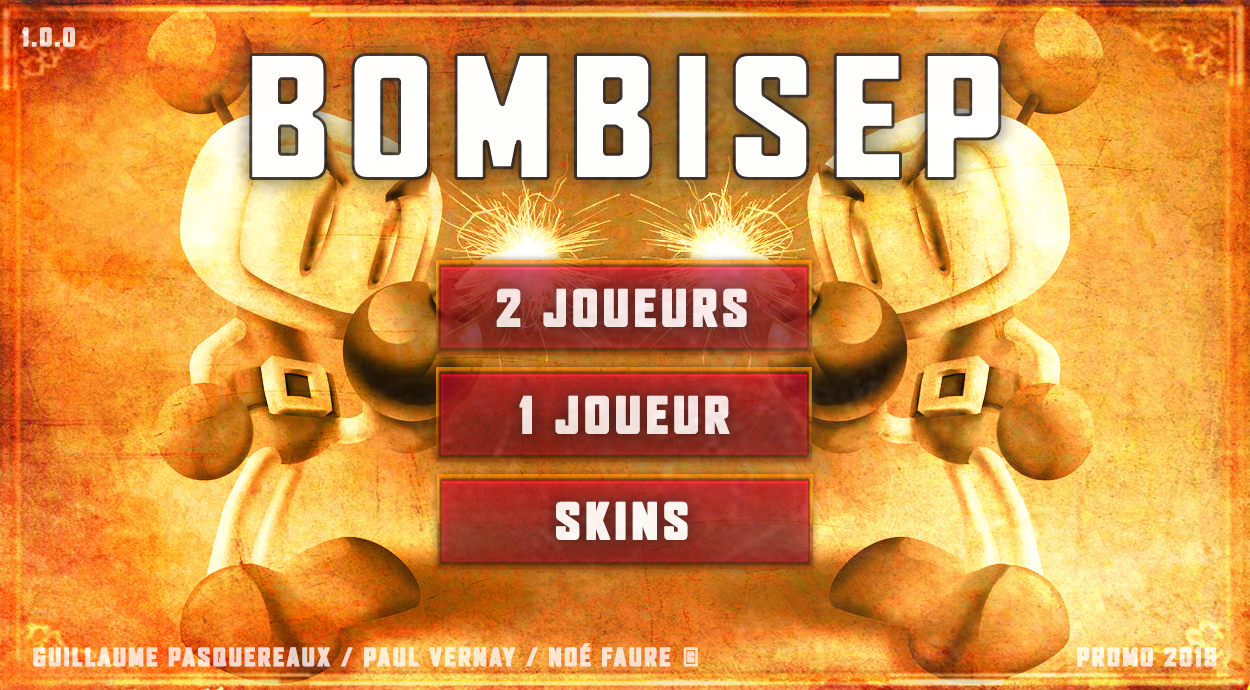 1.0.0
BOMBISEP
2 JOUEURS
1 JOUEUR
SKINS
GUILLAUME PASQUEREAUX / PAUL VERNAY / NOÉ FAURE ©
PROMO 2019